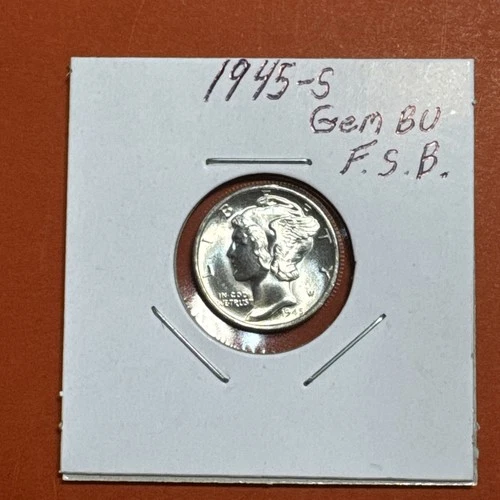 1945-S
Gem BU
F.S.B.
LIBERTY
IN GOD
WE TRUST
1945